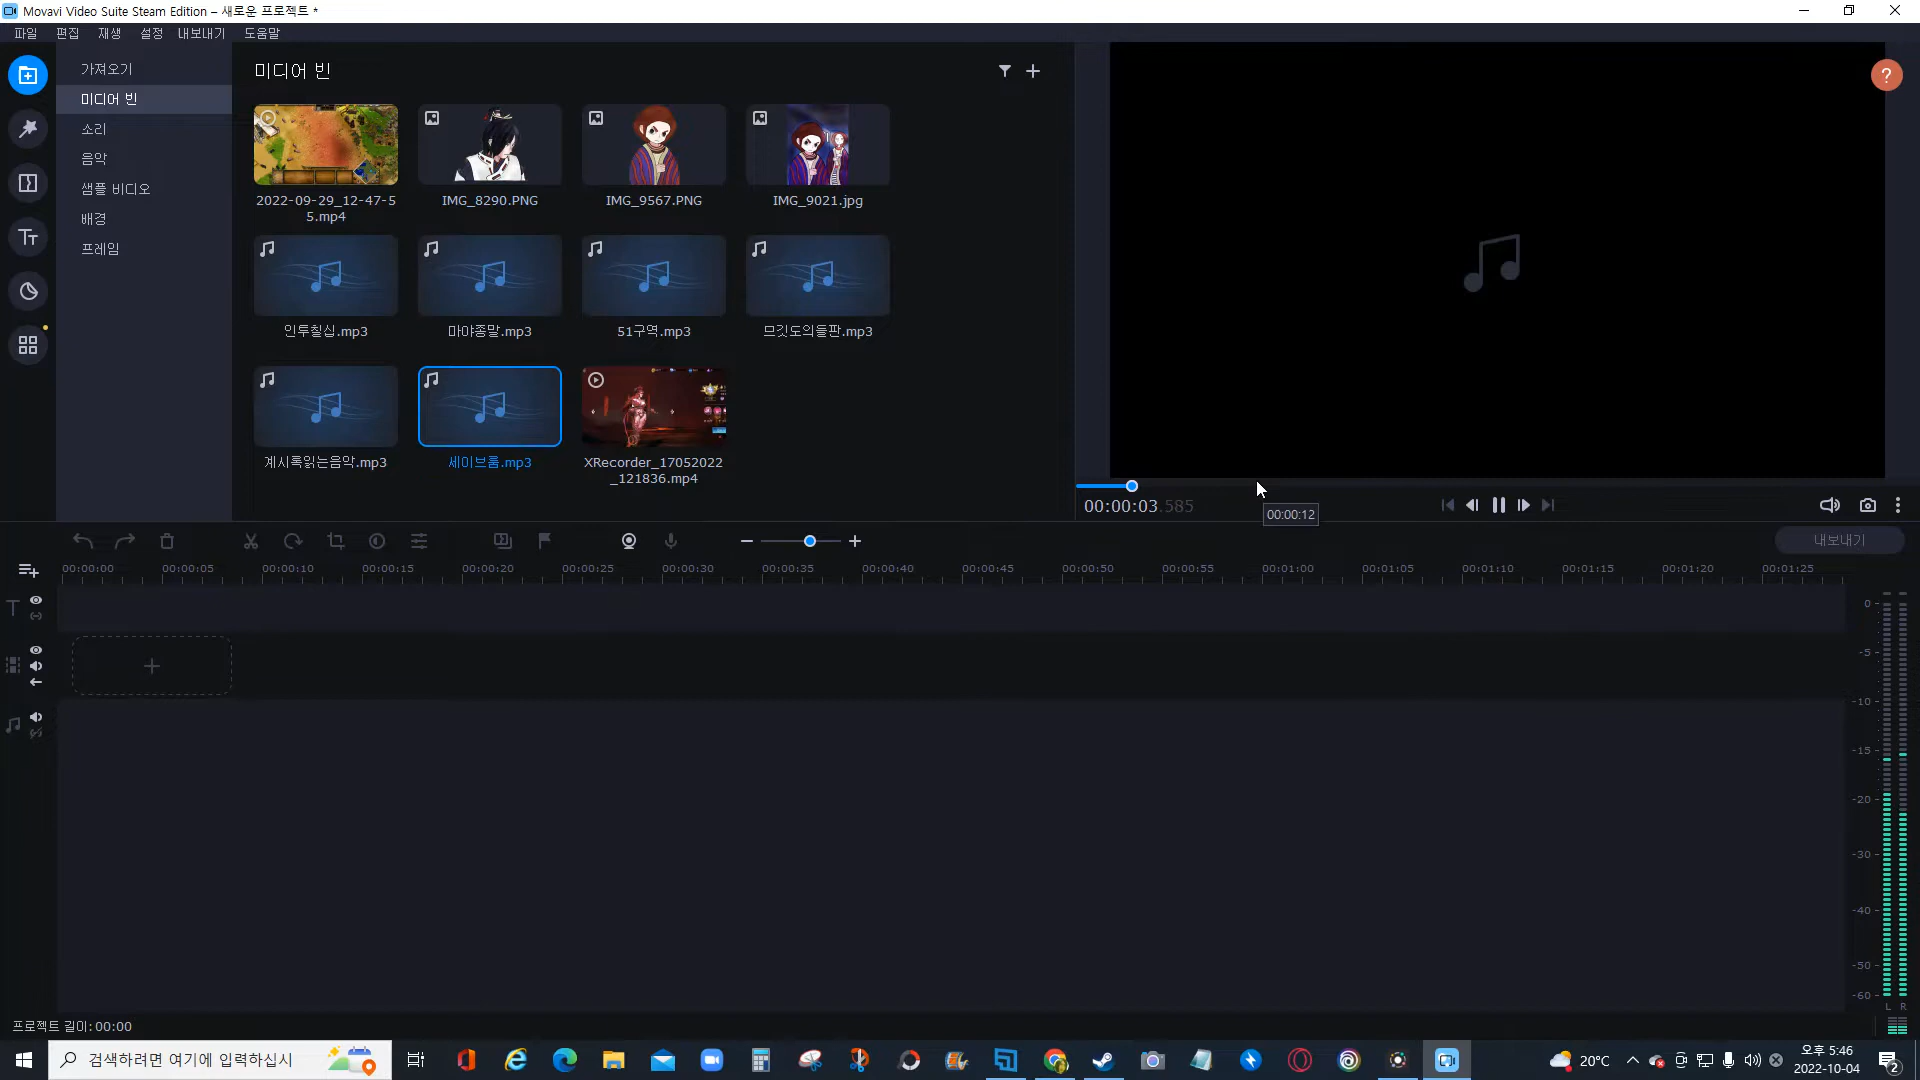 Movavi Video Suite Steam Edition – 새로운 프로젝트 *
파일 편집 재생 설정 내보내기 도움말
가져오기
미디어 빈
소리
음악
샘플 비디오
배경
프레임
미디어 빈
2022-09-29_12-47-5
5.mp4
IMG_8290.PNG
IMG_9567.PNG
IMG_9021.jpg
인투칠십.mp3
마야종말.mp3
51구역.mp3
므깃도의들판.mp3
계시록읽는음악.mp3
세이브룸.mp3
XRecorder_17052022
_121836.mp4
?
00:00:03.585
00:00:12
내보내기
00:00:00 00:00:05 00:00:10 00:00:15 00:00:20 00:00:25 00:00:30 00:00:35 00:00:40 00:00:45 00:00:50 00:00:55 00:01:00 00:01:05 00:01:10 00:01:15 00:01:20 00:01:25
0
-5
-10
-15
-20
-30
-40
-50
-60
L R
프로젝트 길이: 00:00
검색하려면 여기에 입력하십시
20°C
오후 5:46
2022-10-04
2